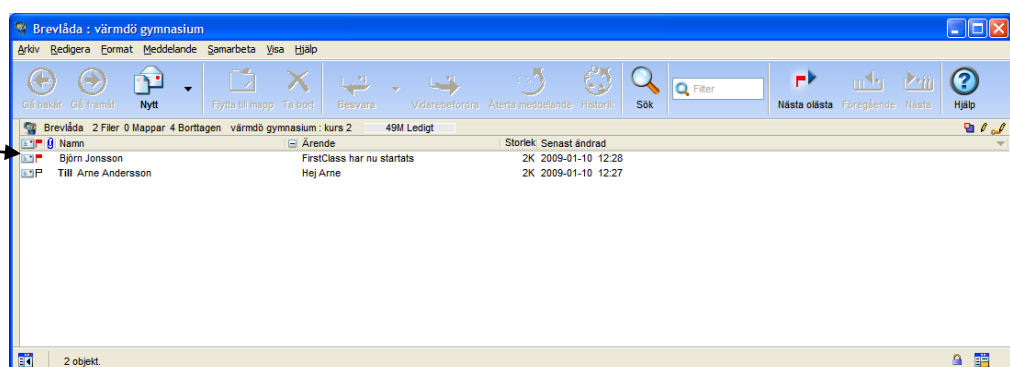 Brevlåda : värmdö gymnasium
Arkiv Redigera Format Meddelande Samarbeta Visa Hjälp
Gå bakåt Gå framåt Nytt Flytta till mapp Ta bort Besvara Vidarebefordra Återta meddelande Historik Sök Filter Nästa olästa Föregående Nästa Hjälp
Brevlåda 2 Filer 0 Mappar 4 Borttagen värmdö gymnasium : kurs 2 49M Ledigt
Namn Ärende Storlek Senast ändrad
Björn Jonsson FirstClass har nu startats 2K 2009-01-10 12:28
Till Arne Andersson Hej Arne 2K 2009-01-10 12:27
2 objekt.